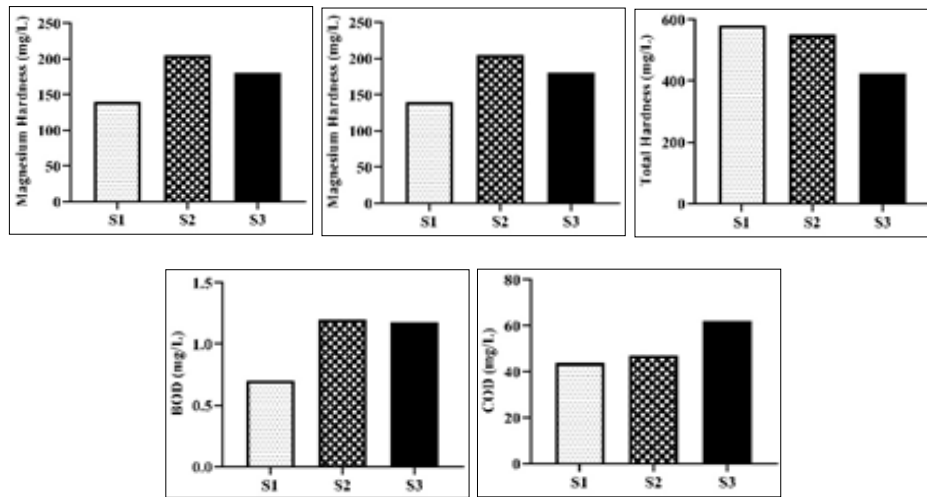 Magnesium Hardness (mg/L)
250
200
150
100
50
0
S1 S2 S3
Magnesium Hardness (mg/L)
250
200
150
100
50
0
S1 S2 S3
Total Hardness (mg/L)
600
400
200
0
S1 S2 S3
BOD (mg/L)
1.5
1.0
0.5
0.0
S1 S2 S3
COD (mg/L)
80
60
40
20
0
S1 S2 S3